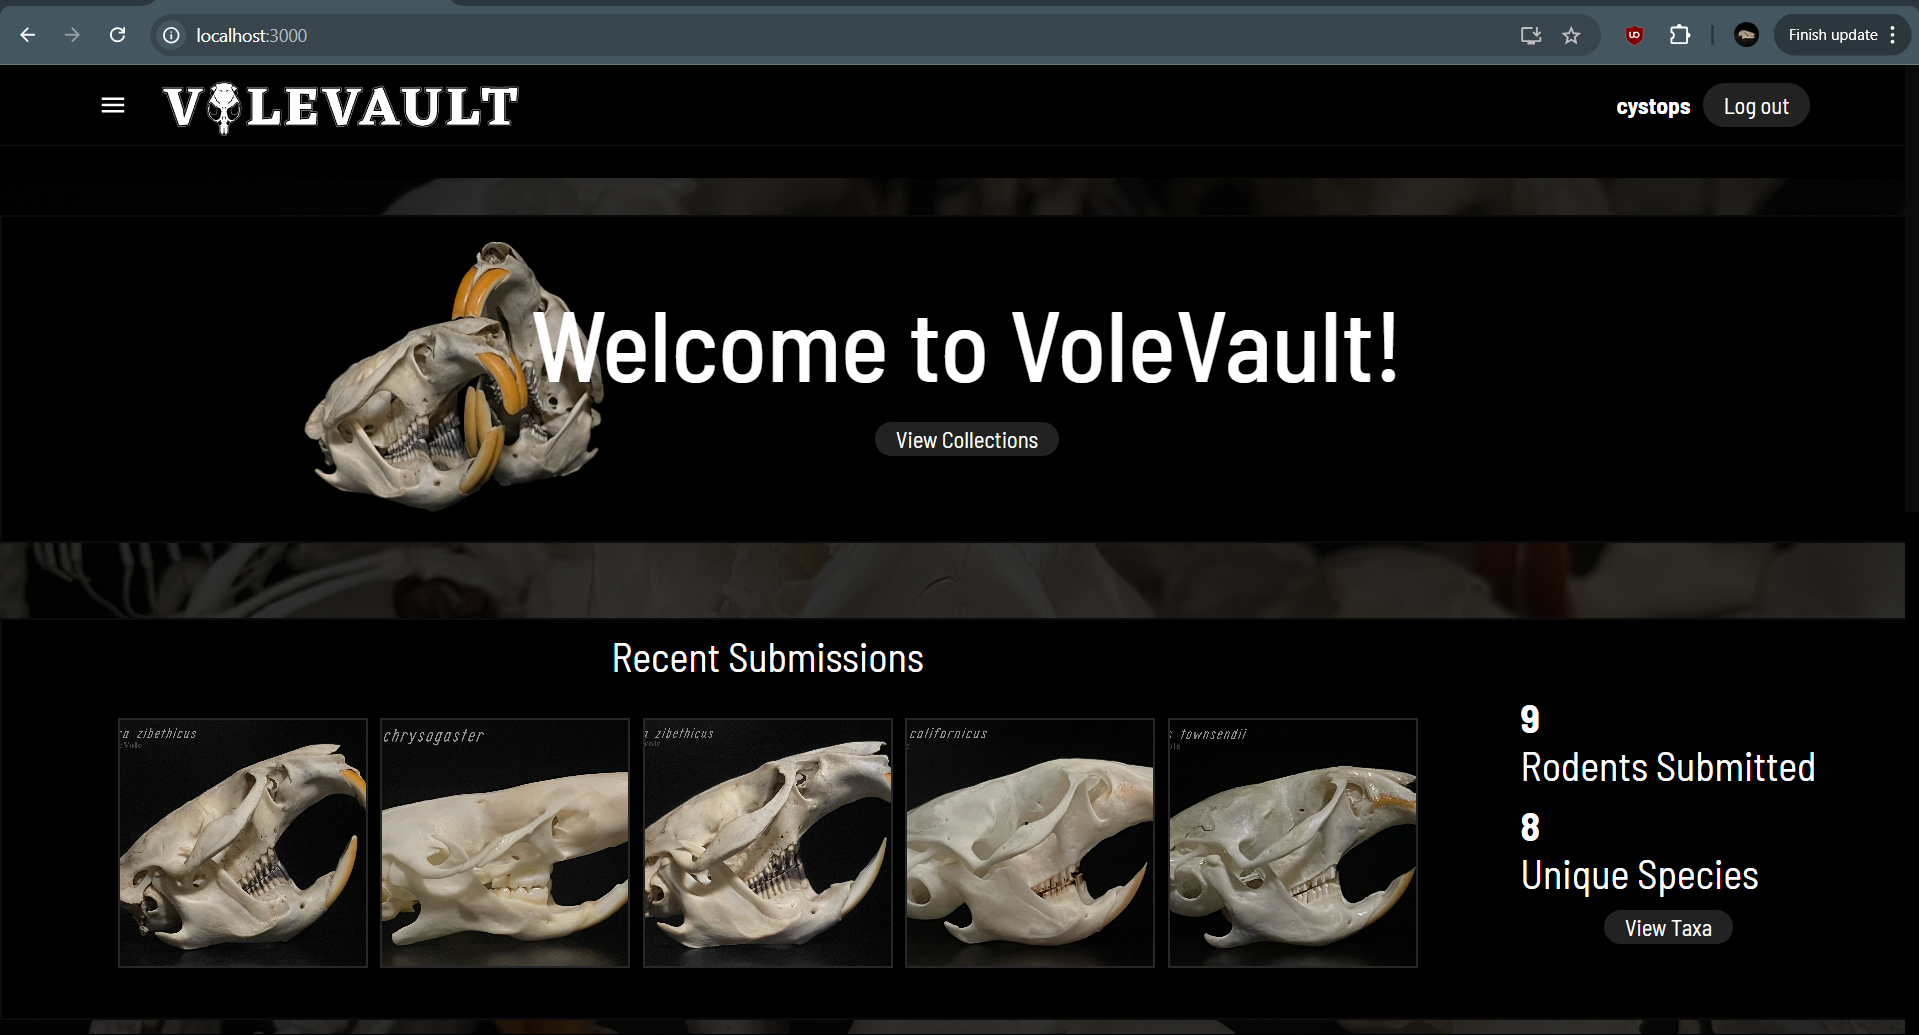 localhost:3000
Finish update
VOLEVAULT
cystops
Log out
Welcome to VoleVault!
View Collections
Recent Submissions
zibethicus
chrysogaster
zibethicus
californicus
townsendii
9
Rodents Submitted
8
Unique Species
View Taxa